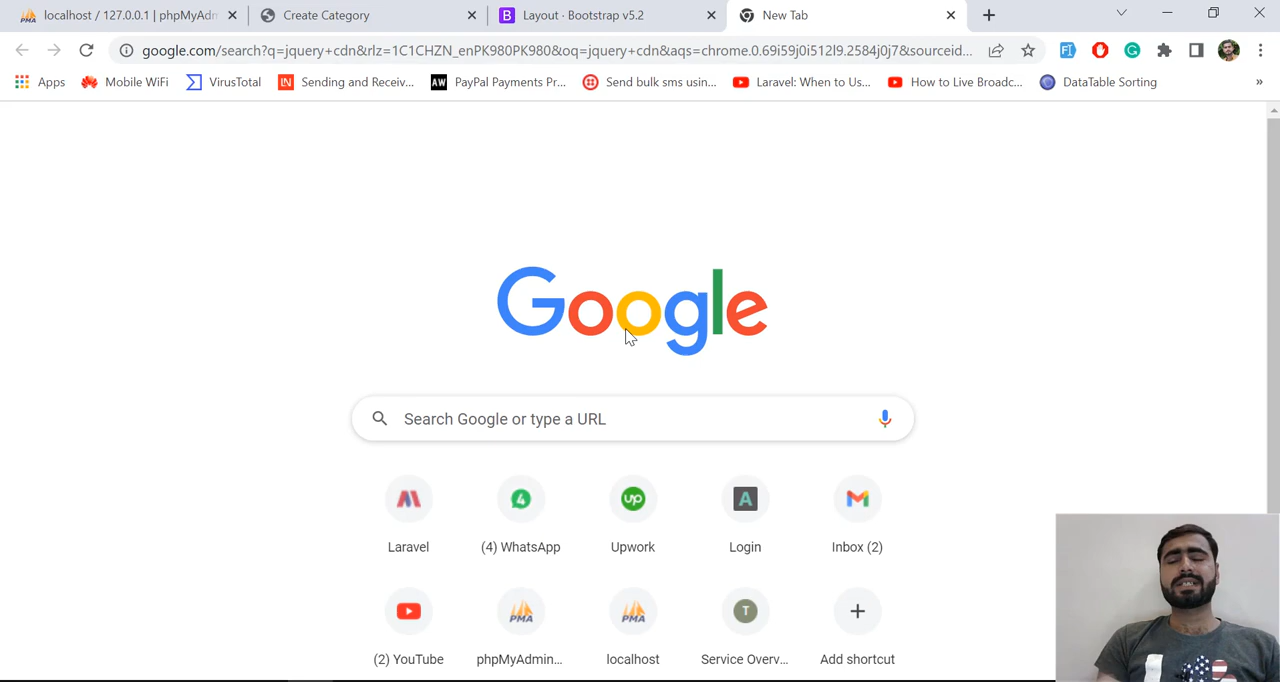 localhost / 127.0.0.1 | phpMyAdm
Create Category
Layout · Bootstrap v5.2
New Tab
google.com/search?q=jquery+cdn&rlz=1C1CHZN_enPK980PK980&oq=jquery+cdn&aqs=chrome.0.69i59j0i512l9.2584j0j7&sourceid...
Apps
Mobile WiFi
VirusTotal
Sending and Receiv...
PayPal Payments Pr...
Send bulk sms usin...
Laravel: When to Us...
How to Live Broadc...
DataTable Sorting
»
Google
Search Google or type a URL
Laravel
(4) WhatsApp
Upwork
Login
Inbox (2)
(2) YouTube
phpMyAdmin...
localhost
Service Overv...
Add shortcut